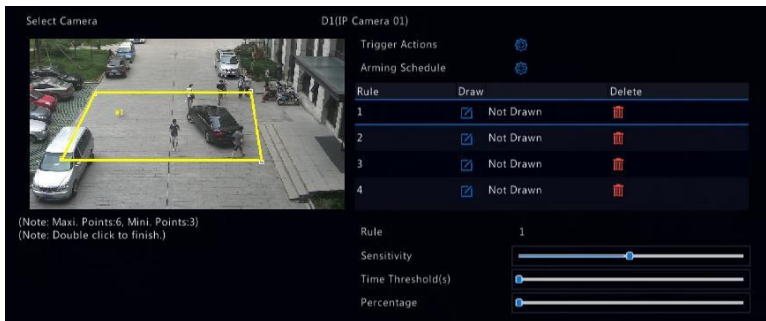 Select Camera D1(IP Camera 01)
Trigger Actions
Arming Schedule
Rule Draw Delete
1 Not Drawn
2 Not Drawn
3 Not Drawn
4 Not Drawn
#1
(Note: Maxi. Points:6, Mini. Points:3)
(Note: Double click to finish.)
Rule 1
Sensitivity
Time Threshold(s)
Percentage